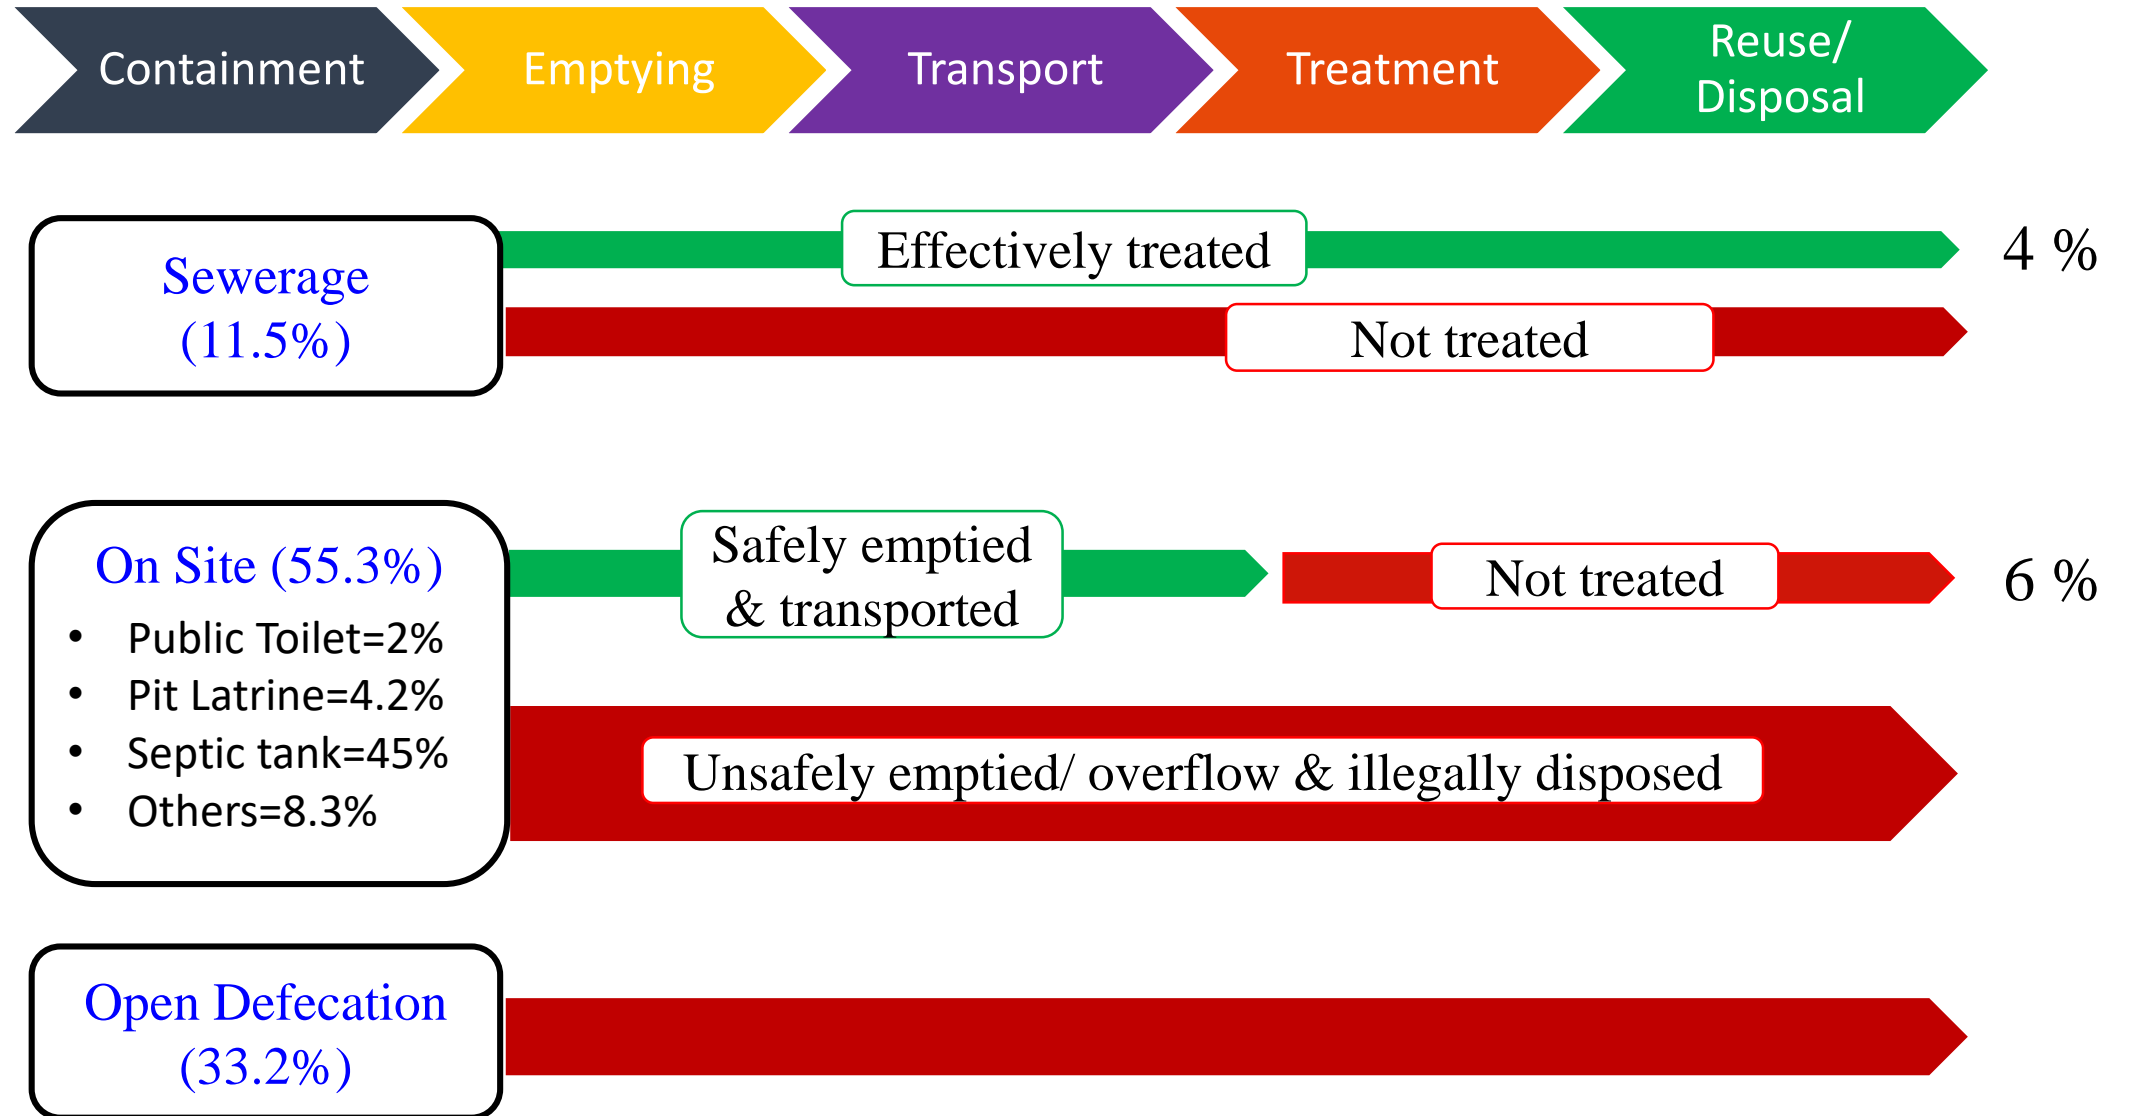 Containment
Emptying
Transport
Treatment
Reuse/
Disposal
Sewerage
(11.5%)
Effectively treated
4 %
Not treated
On Site (55.3%)
• Public Toilet=2%
• Pit Latrine=4.2%
• Septic tank=45%
• Others=8.3%
Safely emptied
& transported
Not treated
6 %
Unsafely emptied/ overflow & illegally disposed
Open Defecation
(33.2%)